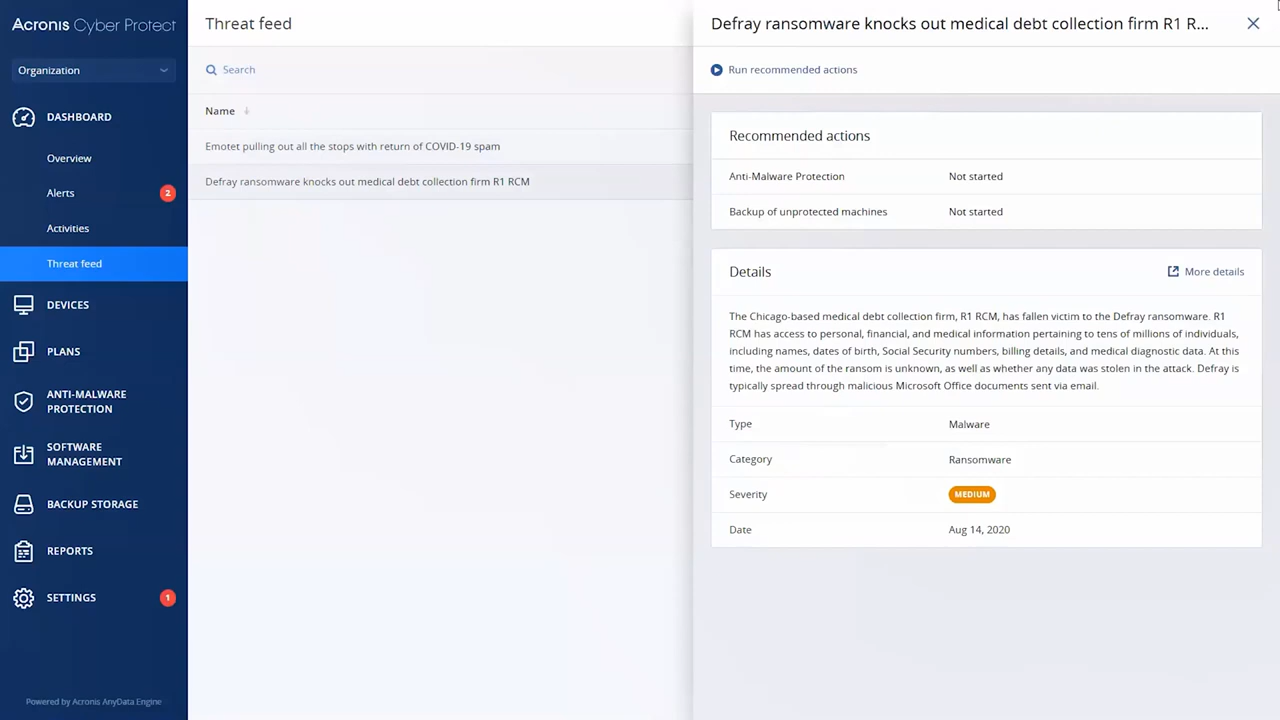 Acronis Cyber Protect
Organization
DASHBOARD
Overview
Alerts 2
Activities
Threat feed
DEVICES
PLANS
ANTI-MALWARE
PROTECTION
SOFTWARE
MANAGEMENT
BACKUP STORAGE
REPORTS
SETTINGS 1
Powered by Acronis AnyData Engine
Threat feed
Search
Name
Emotet pulling out all the stops with return of COVID-19 spam
Defray ransomware knocks out medical debt collection firm R1 RCM
Defray ransomware knocks out medical debt collection firm R1 R...
Run recommended actions
Recommended actions
Anti-Malware Protection Not started
Backup of unprotected machines Not started
Details More details
The Chicago-based medical debt collection firm, R1 RCM, has fallen victim to the Defray ransomware. R1
RCM has access to personal, financial, and medical information pertaining to tens of millions of individuals,
including names, dates of birth, Social Security numbers, billing details, and medical diagnostic data. At this
time, the amount of the ransom is unknown, as well as whether any data was stolen in the attack. Defray is
typically spread through malicious Microsoft Office documents sent via email.
Type Malware
Category Ransomware
Severity MEDIUM
Date Aug 14, 2020